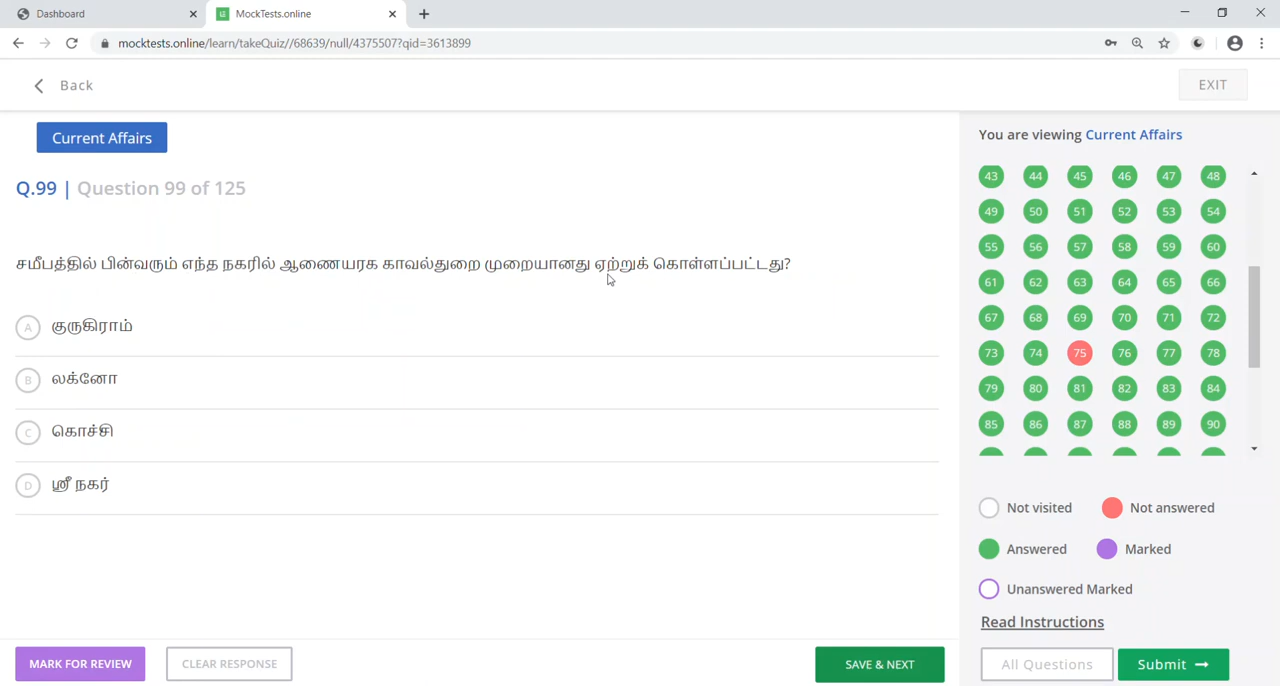 Dashboard
MockTests.online
mocktests.online/learn/takeQuiz//68639/null/4375507?qid=3613899
Back
EXIT
Current Affairs
You are viewing Current Affairs
Q.99 | Question 99 of 125
சமீபத்தில் பின்வரும் எந்த நகரில் ஆணையரக காவல்துறை முறையானது ஏற்றுக் கொள்ளப்பட்டது?
A குருகிராம்
B லக்னோ
C கொச்சி
D ஸ்ரீ நகர்
43 44 45 46 47 48
49 50 51 52 53 54
55 56 57 58 59 60
61 62 63 64 65 66
67 68 69 70 71 72
73 74 75 76 77 78
79 80 81 82 83 84
85 86 87 88 89 90
Not visited
Not answered
Answered
Marked
Unanswered Marked
Read Instructions
MARK FOR REVIEW
CLEAR RESPONSE
SAVE & NEXT
All Questions
Submit